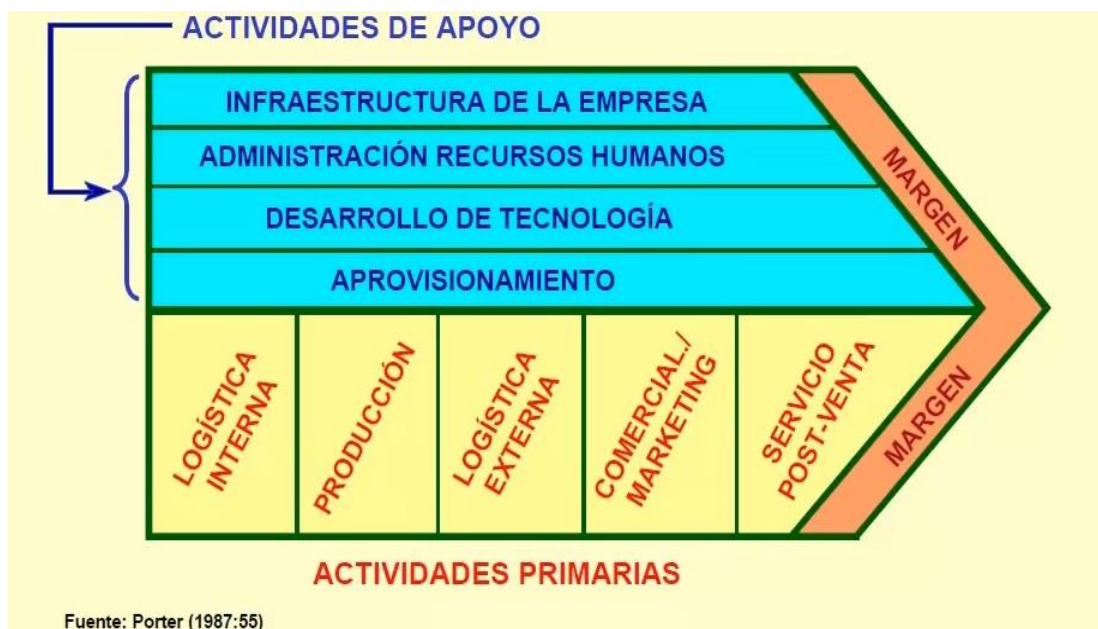 ACTIVIDADES DE APOYO
INFRAESTRUCTURA DE LA EMPRESA
ADMINISTRACIÓN RECURSOS HUMANOS
DESARROLLO DE TECNOLOGÍA
APROVISIONAMIENTO
MARGEN
LOGÍSTICA
INTERNA
PRODUCCIÓN
LOGÍSTICA
EXTERNA
COMERCIAL./
MARKETING
SERVICIO
POST-VENTA
MARGEN
ACTIVIDADES PRIMARIAS
Fuente: Porter (1987:55)